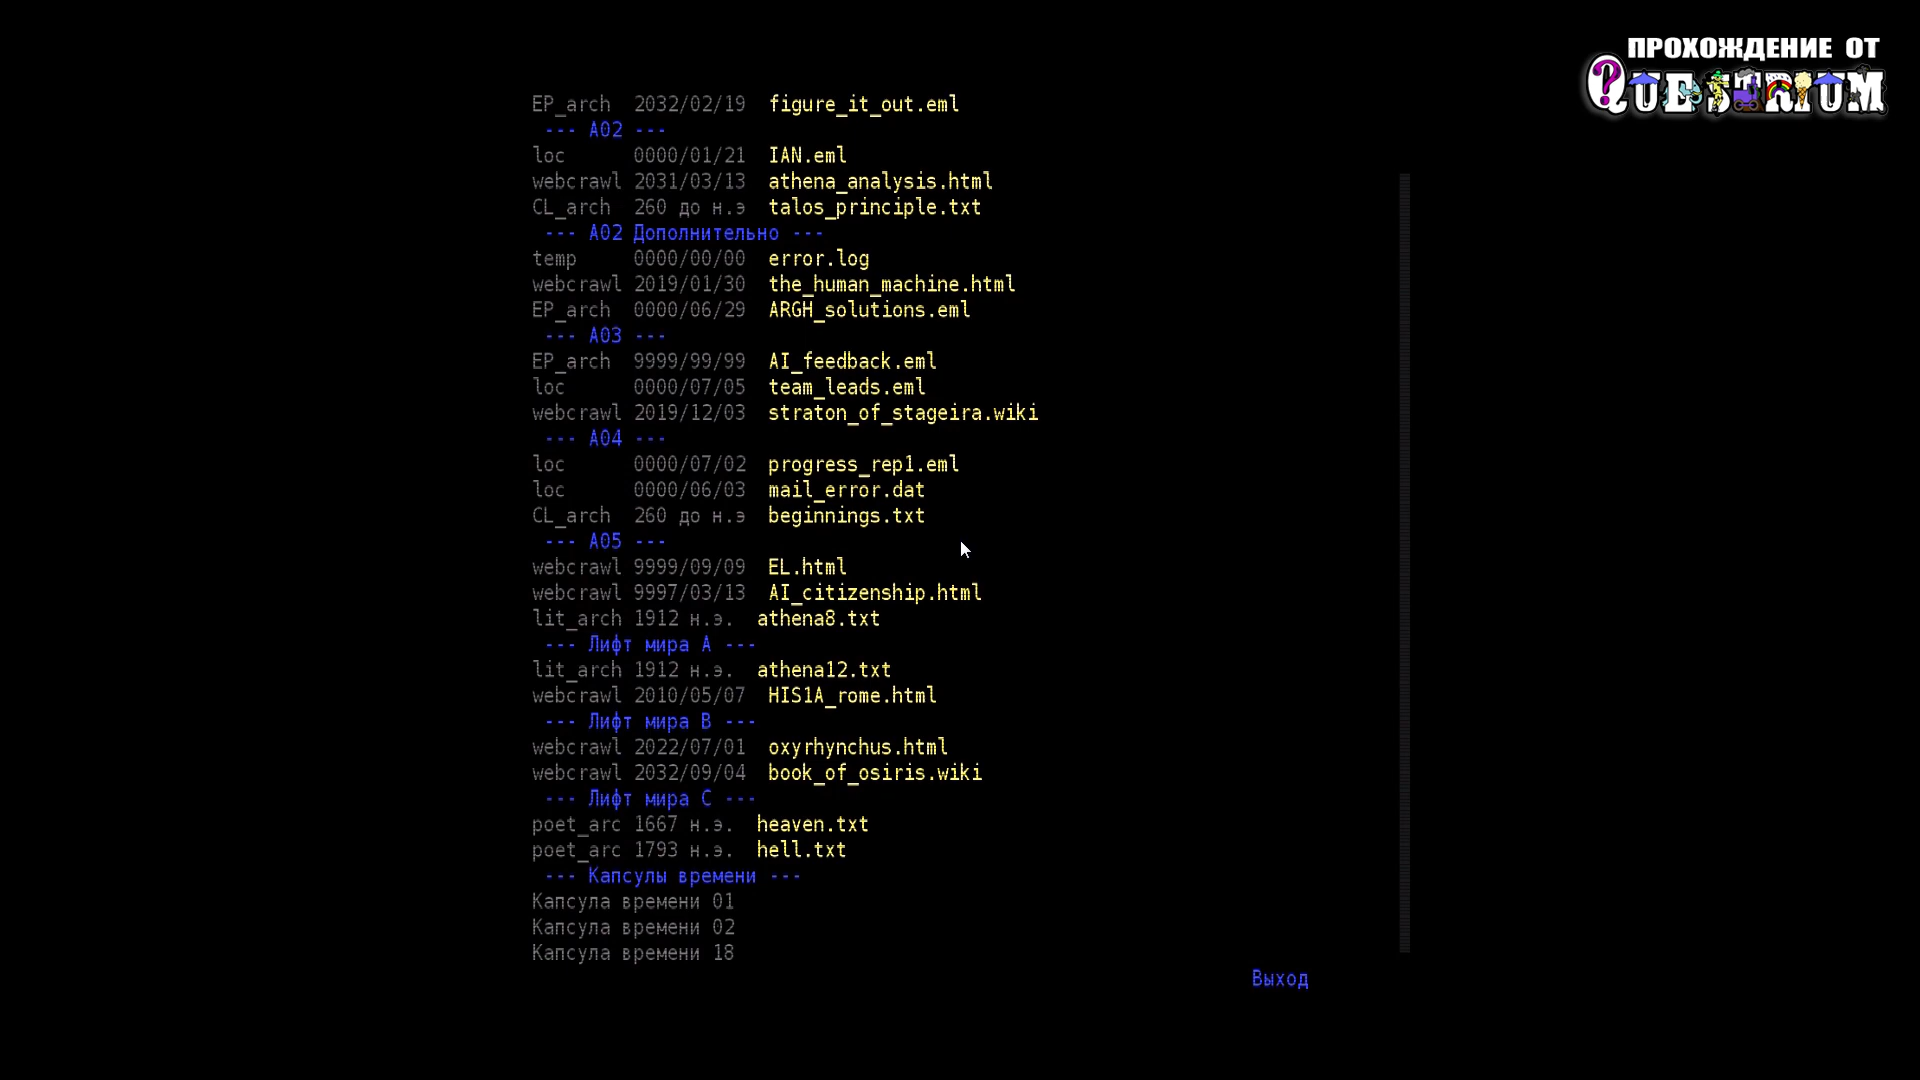 ПРОХОЖДЕНИЕ ОТ
QUESTRIUM
EP_arch 2032/02/19 figure_it_out.eml
--- A02 ---
loc 0000/01/21 IAN.eml
webcrawl 2031/03/13 athena_analysis.html
CL_arch 260 до н.э talos_principle.txt
--- A02 Дополнительно ---
temp 0000/00/00 error.log
webcrawl 2019/01/30 the_human_machine.html
EP_arch 0000/06/29 ARGH_solutions.eml
--- A03 ---
EP_arch 9999/99/99 AI_feedback.eml
loc 0000/07/05 team_leads.eml
webcrawl 2019/12/03 straton_of_stageira.wiki
--- A04 ---
loc 0000/07/02 progress_rep1.eml
loc 0000/06/03 mail_error.dat
CL_arch 260 до н.э beginnings.txt
--- A05 ---
webcrawl 9999/09/09 EL.html
webcrawl 9997/03/13 AI_citizenship.html
lit_arch 1912 н.э. athena8.txt
--- Лифт мира A ---
lit_arch 1912 н.э. athena12.txt
webcrawl 2010/05/07 HIS1A_rome.html
--- Лифт мира B ---
webcrawl 2022/07/01 oxyrhynchus.html
webcrawl 2032/09/04 book_of_osiris.wiki
--- Лифт мира C ---
poet_arc 1667 н.э. heaven.txt
poet_arc 1793 н.э. hell.txt
--- Капсулы времени ---
Капсула времени 01
Капсула времени 02
Капсула времени 18
Выход